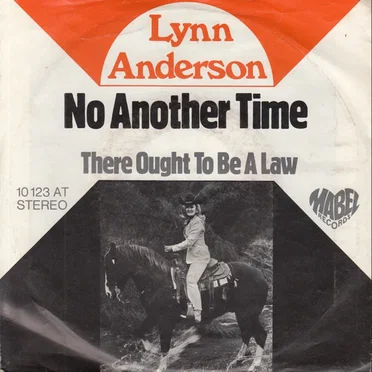 Lynn
Anderson
No Another Time
There Ought To Be A Law
10 123 AT
STEREO
MABEL
RECORDS